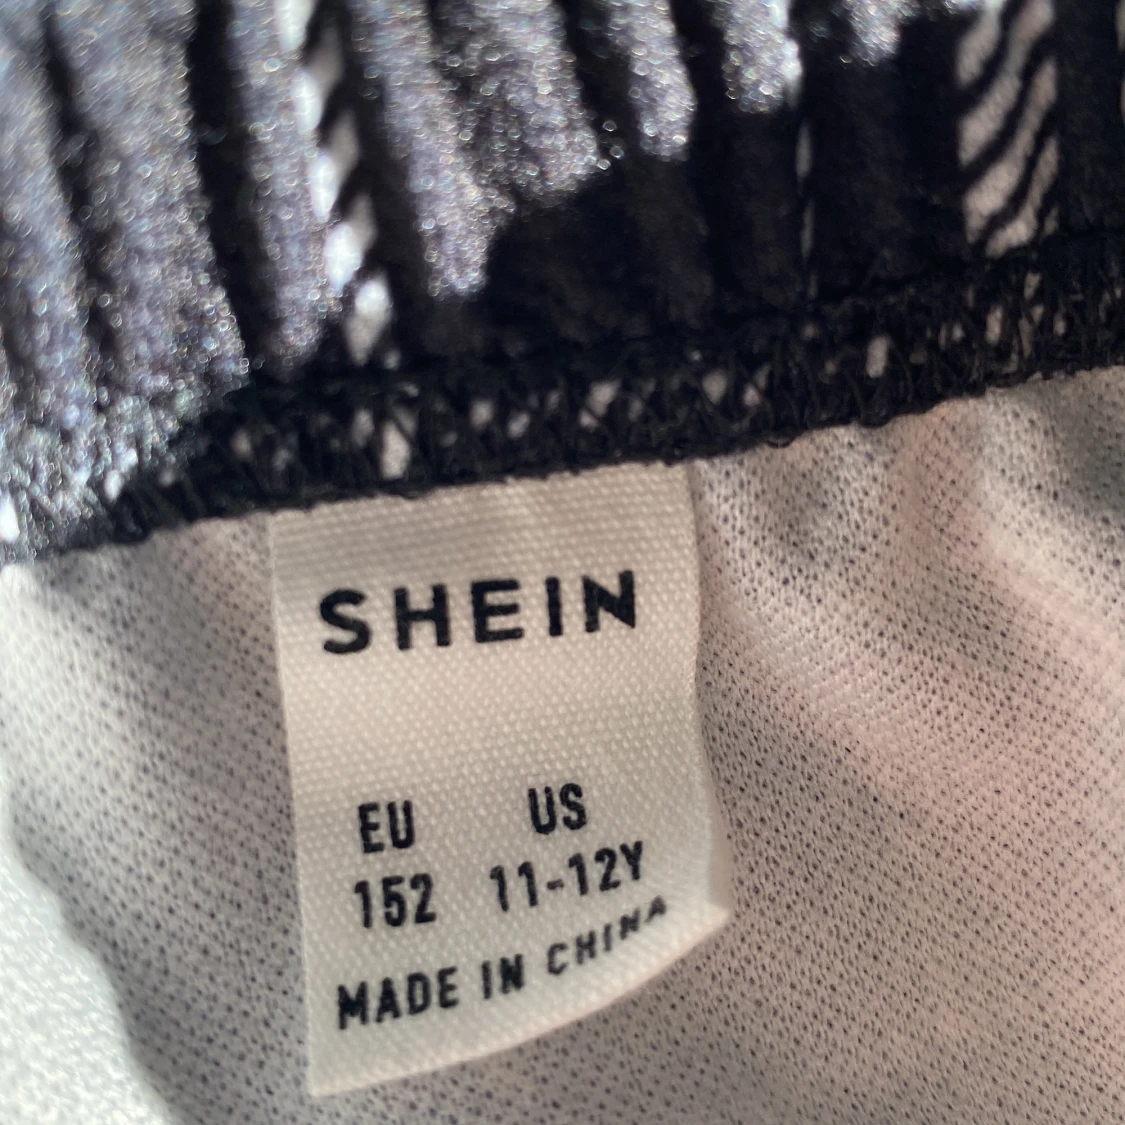 SHEIN
EU US
152 11-12Y
MADE IN CHINA